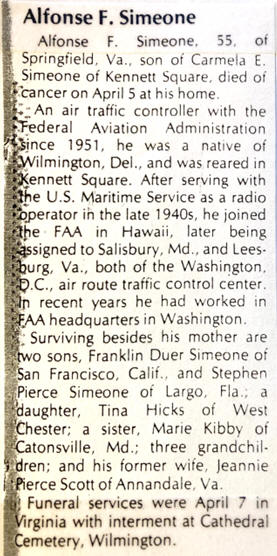 Alfonse F. Simeone
Alfonse F. Simeone, 55, of
Springfield, Va., son of Carmela E.
Simeone of Kennett Square, died of
cancer on April 5 at his home.
An air traffic controller with the
Federal Aviation Administration
since 1951, he was a native of
Wilmington, Del., and was reared in
Kennett Square. After serving with
the U.S. Maritime Service as a radio
operator in the late 1940s, he joined
the FAA in Hawaii, later being
assigned to Salisbury, Md., and Lees-
burg, Va., both of the Washington,
D.C., air route traffic control center.
In recent years he had worked in
FAA headquarters in Washington.
Surviving besides his mother are
two sons, Franklin Duer Simeone of
San Francisco, Calif., and Stephen
Pierce Simeone of Largo, Fla.; a
daughter, Tina Hicks of West
Chester; a sister, Marie Kibby of
Catonsville, Md.; three grandchil-
dren; and his former wife, Jeannie
Pierce Scott of Annandale, Va.
Funeral services were April 7 in
Virginia with interment at Cathedral
Cemetery, Wilmington.